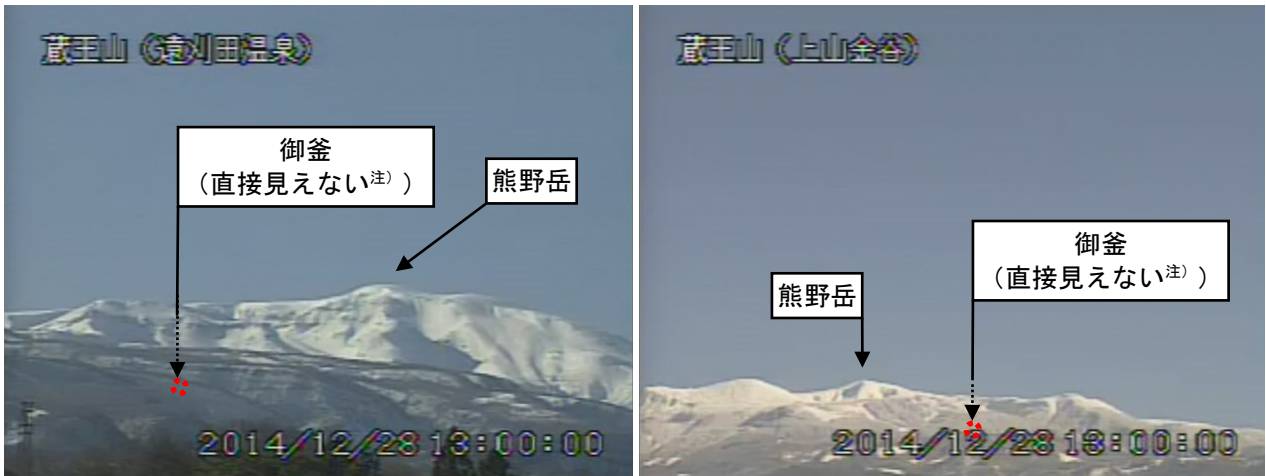 蔵王山（遠刈田温泉）
御釜
（直接見えない注））
熊野岳
2014/12/28 13:00:00
蔵王山（上山金谷）
御釜
（直接見えない注））
熊野岳
2014/12/28 13:00:00